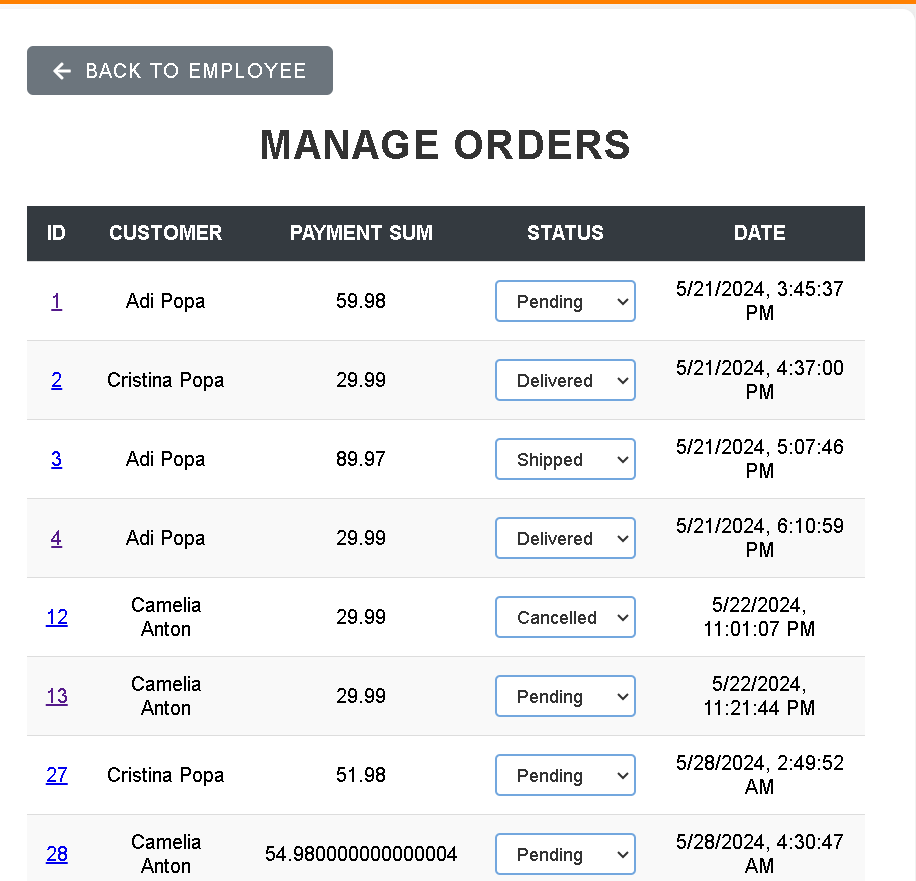 BACK TO EMPLOYEE
MANAGE ORDERS
ID CUSTOMER PAYMENT SUM STATUS DATE
1 Adi Popa 59.98 Pending 5/21/2024, 3:45:37
PM
2 Cristina Popa 29.99 Delivered 5/21/2024, 4:37:00
PM
3 Adi Popa 89.97 Shipped 5/21/2024, 5:07:46
PM
4 Adi Popa 29.99 Delivered 5/21/2024, 6:10:59
PM
12 Camelia Anton 29.99 Cancelled 5/22/2024,
11:01:07 PM
13 Camelia Anton 29.99 Pending 5/22/2024,
11:21:44 PM
27 Cristina Popa 51.98 Pending 5/28/2024, 2:49:52
AM
28 Camelia Anton 54.980000000000004 Pending 5/28/2024, 4:30:47
AM